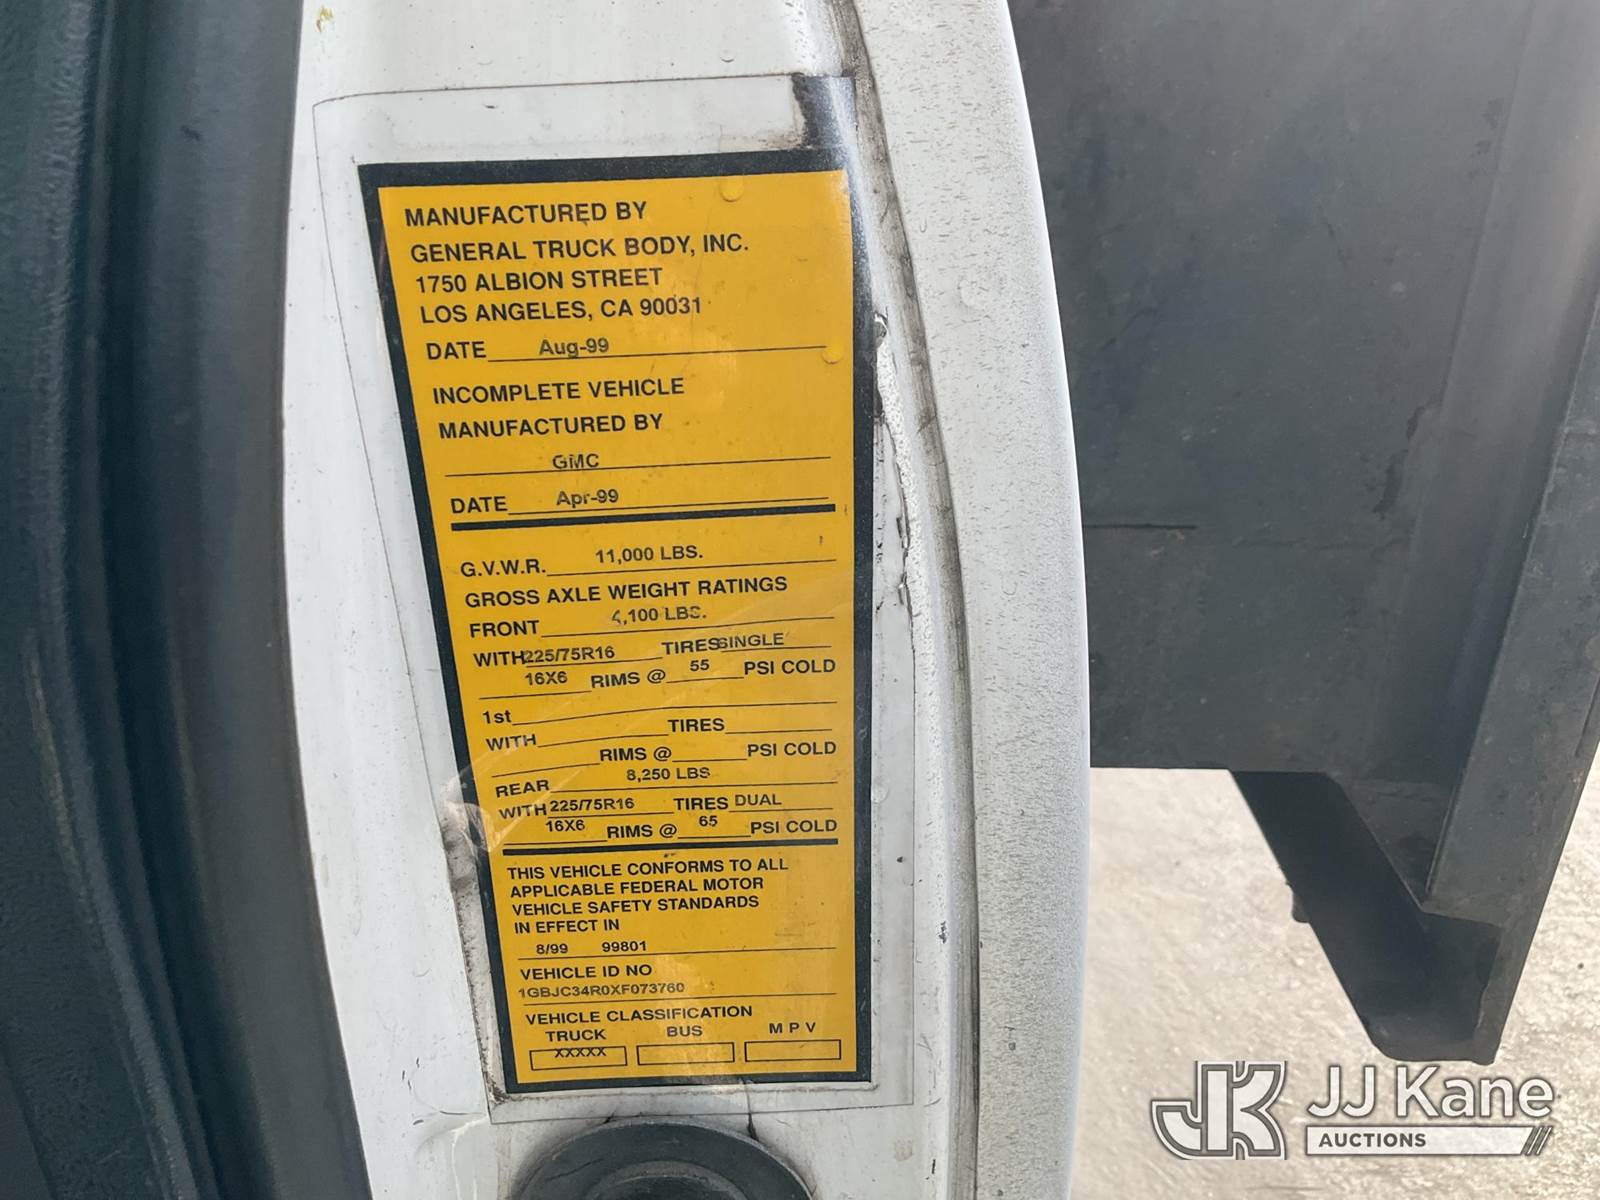 MANUFACTURED BY
GENERAL TRUCK BODY, INC.
1750 ALBION STREET
LOS ANGELES, CA 90031
DATE Aug-99
INCOMPLETE VEHICLE
MANUFACTURED BY
GMC
DATE Apr-99
G.V.W.R. 11,000 LBS.
GROSS AXLE WEIGHT RATINGS
FRONT 4,100 LBS.
WITH 225/75R16 TIRES SINGLE
16X6 RIMS @ 55 PSI COLD
1st
WITH TIRES
RIMS @ PSI COLD
REAR 8,250 LBS
WITH 225/75R16 TIRES DUAL
16X6 RIMS @ 65 PSI COLD
THIS VEHICLE CONFORMS TO ALL
APPLICABLE FEDERAL MOTOR
VEHICLE SAFETY STANDARDS
IN EFFECT IN
8/99 99801
VEHICLE ID NO
1GBJC34R0XF073760
VEHICLE CLASSIFICATION
TRUCK BUS M P V
XXXXX
JK JJ Kane
AUCTIONS